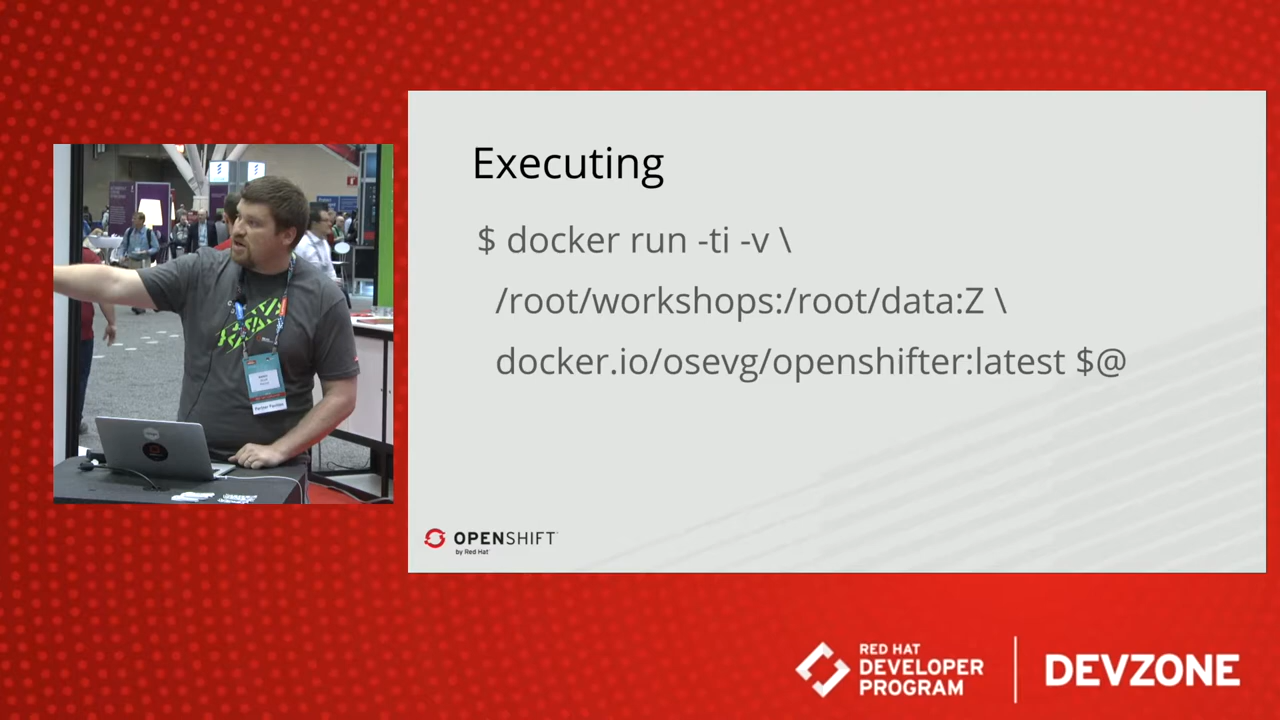 Executing
$ docker run -ti -v \
/root/workshops:/root/data:Z \
docker.io/osevg/openshifter:latest $@
OPENSHIFT
by Red Hat
RED HAT
DEVELOPER
PROGRAM
DEVZONE